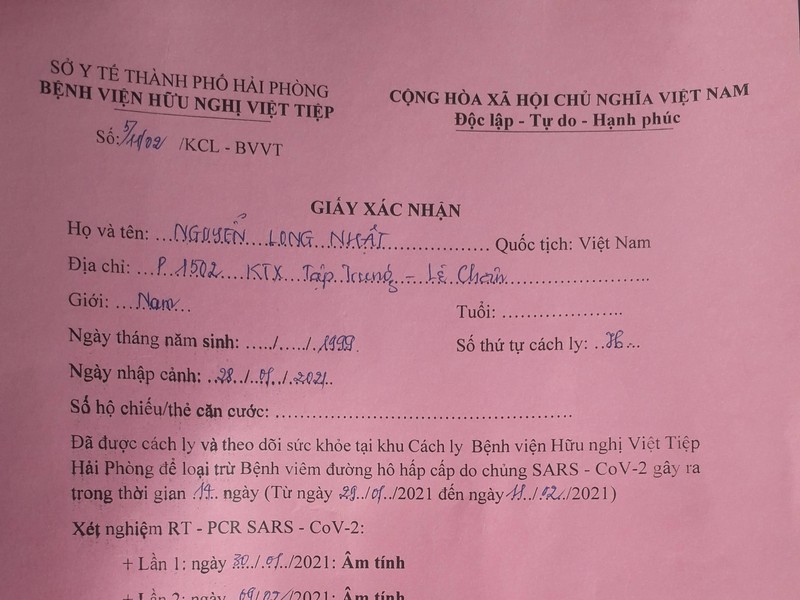 SỞ Y TẾ THÀNH PHỐ HẢI PHÒNG
BỆNH VIỆN HỮU NGHỊ VIỆT TIỆP
CỘNG HÒA XÃ HỘI CHỦ NGHĨA VIỆT NAM
Độc lập - Tự do - Hạnh phúc
Số: /KCL - BVVT
GIẤY XÁC NHẬN
Họ và tên: ...NGUYỄN....LONG..NHẤT.................. Quốc tịch: Việt Nam
Địa chỉ: ...P.1502....KTX...Tập Trung - Lê Chân...........................
Giới: ....Nam...
Tuổi: .....................
Ngày tháng năm sinh: ...../...../.1999.
Số thứ tự cách ly: ..
Ngày nhập cảnh: ..28../..01../.2021..
Số hộ chiếu/thẻ căn cước: ....................................................
Đã được cách ly và theo dõi sức khỏe tại khu Cách ly Bệnh viện Hữu nghị Việt Tiệp
Hải Phòng để loại trừ Bệnh viêm đường hô hấp cấp do chủng SARS - CoV-2 gây ra
trong thời gian .14.. ngày (Từ ngày 29../01../2021 đến ngày 11../.02../2021)
Xét nghiệm RT - PCR SARS - CoV-2:
+ Lần 1: ngày 30../.01../2021: Âm tính
+ Lần 2: ngày /2021: Âm tính